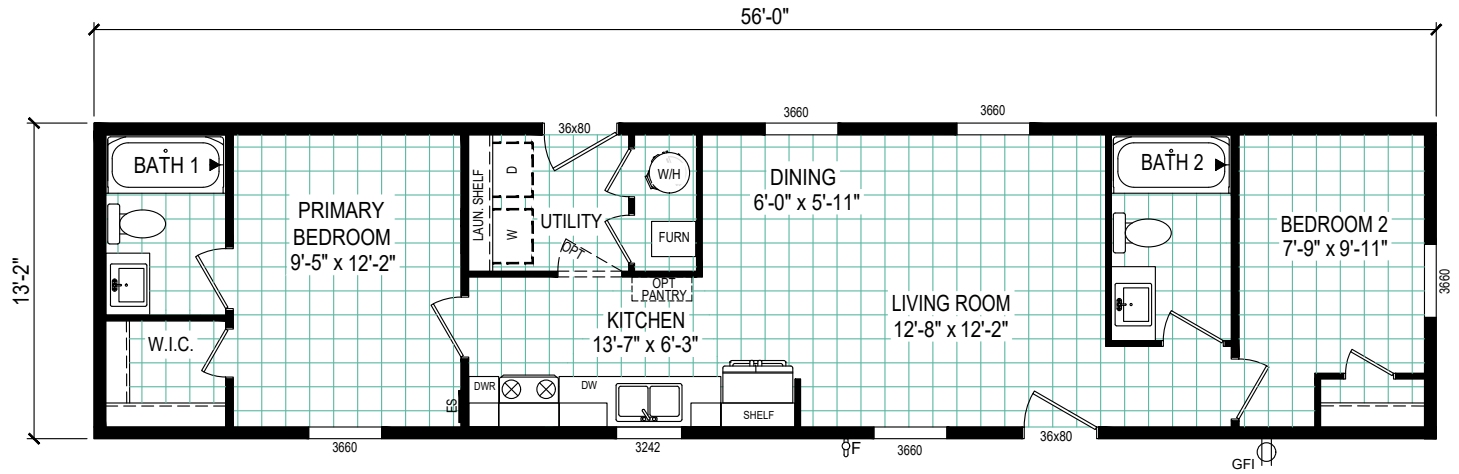 56'-0"
13'-2"
36x80
3660
3660
BATH 1
PRIMARY
BEDROOM
9'-5" x 12'-2"
LAUN. SHELF
D
W
UTILITY
OPT
W/H
FURN
OPT
PANTRY
DINING
6'-0" x 5'-11"
BATH 2
BEDROOM 2
7'-9" x 9'-11"
3660
W.I.C.
KITCHEN
13'-7" x 6'-3"
LIVING ROOM
12'-8" x 12'-2"
ES
DWR
DW
SHELF
3660
3242
F
3660
36x80
GFI